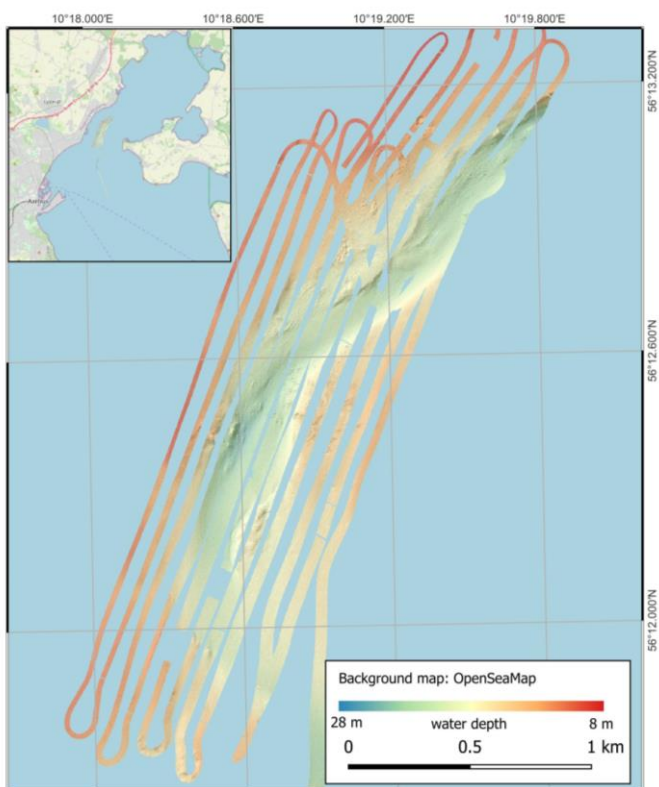 10°18.000'E 10°18.600'E 10°19.200'E 10°19.800'E
56°13.200'N
56°12.600'N
56°12.000'N
Aarhus
Background map: OpenSeaMap
28 m water depth 8 m
0 0.5 1 km